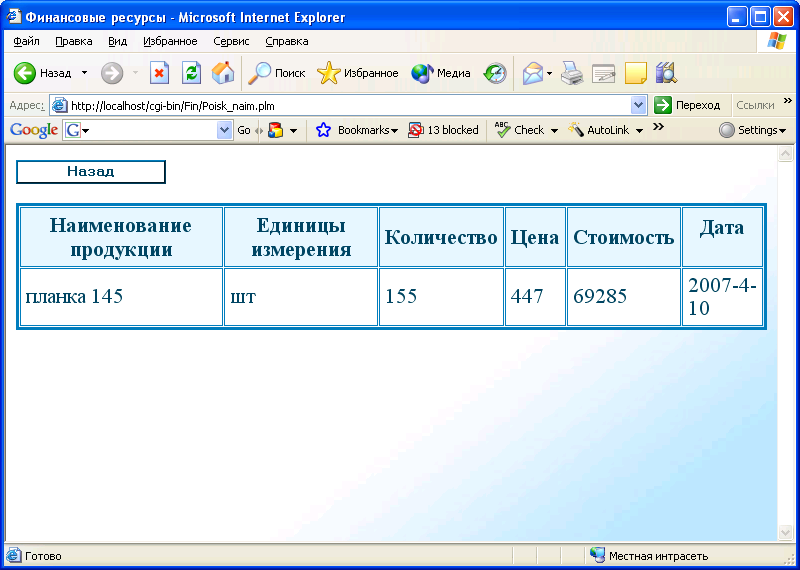 Финансовые ресурсы - Microsoft Internet Explorer
Файл Правка Вид Избранное Сервис Справка
Назад Поиск Избранное Медиа
Адрес: http://localhost/cgi-bin/Fin/Poisk_naim.plm Переход Ссылки »
Google G Go Bookmarks 13 blocked ABC Check AutoLink » Settings
Назад
Наименование продукции Единицы измерения Количество Цена Стоимость Дата
планка 145 шт 155 447 69285 2007-4-10
Готово Местная интрасеть